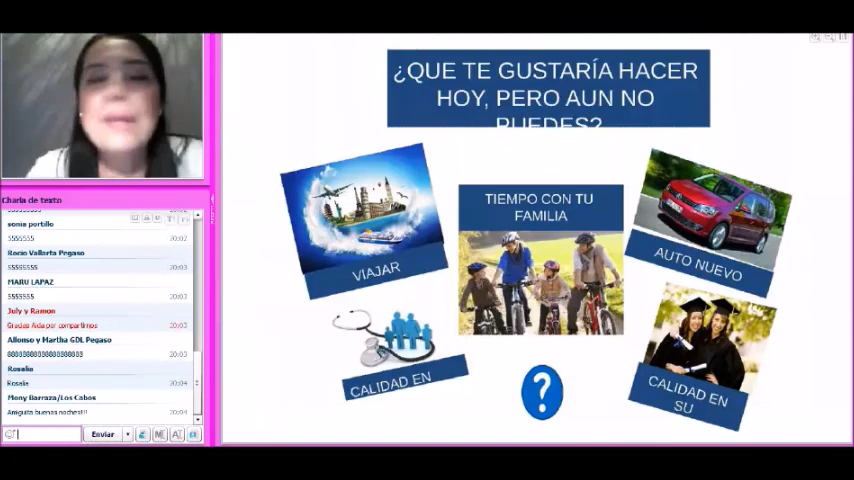 Charla de texto
sonia portillo
5555555
20:02
Rocio Vallarta Pegaso
55555555
20:03
MARU LAPAZ
5555555
20:03
July y Ramon
Gracias Aida por compartirnos
20:03
Alfonso y Martha GDL Pegaso
20:03
Rosalia
Rosalia
20:04
Mony Barraza/Los Cabos
Amiguita buenas noches!!!
20:04
Enviar
¿QUE TE GUSTARÍA HACER
HOY, PERO AUN NO
PUEDES?
VIAJAR
TIEMPO CON TU
FAMILIA
AUTO NUEVO
CALIDAD EN
?
CALIDAD EN
SU